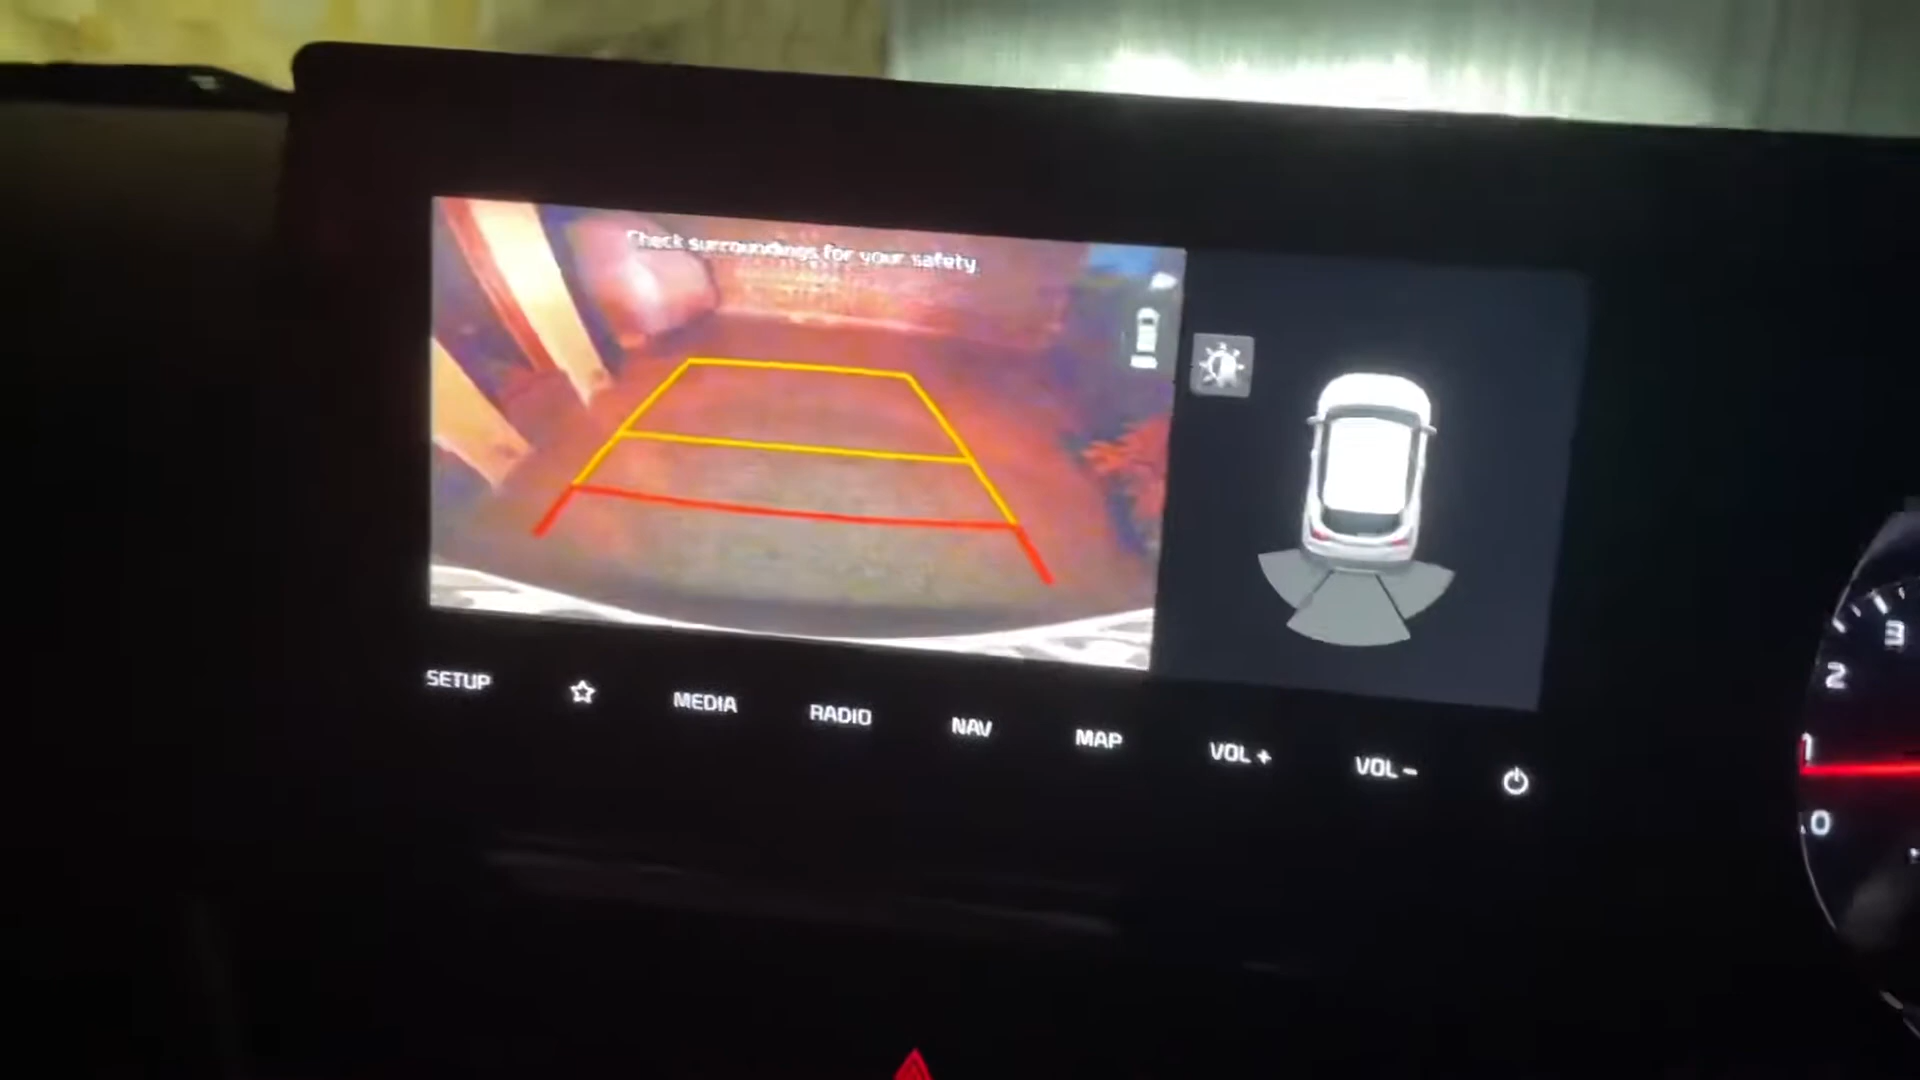 Check surroundings for your safety.
SETUP
MEDIA
RADIO
NAV
MAP
VOL +
VOL -
3
2
1
0